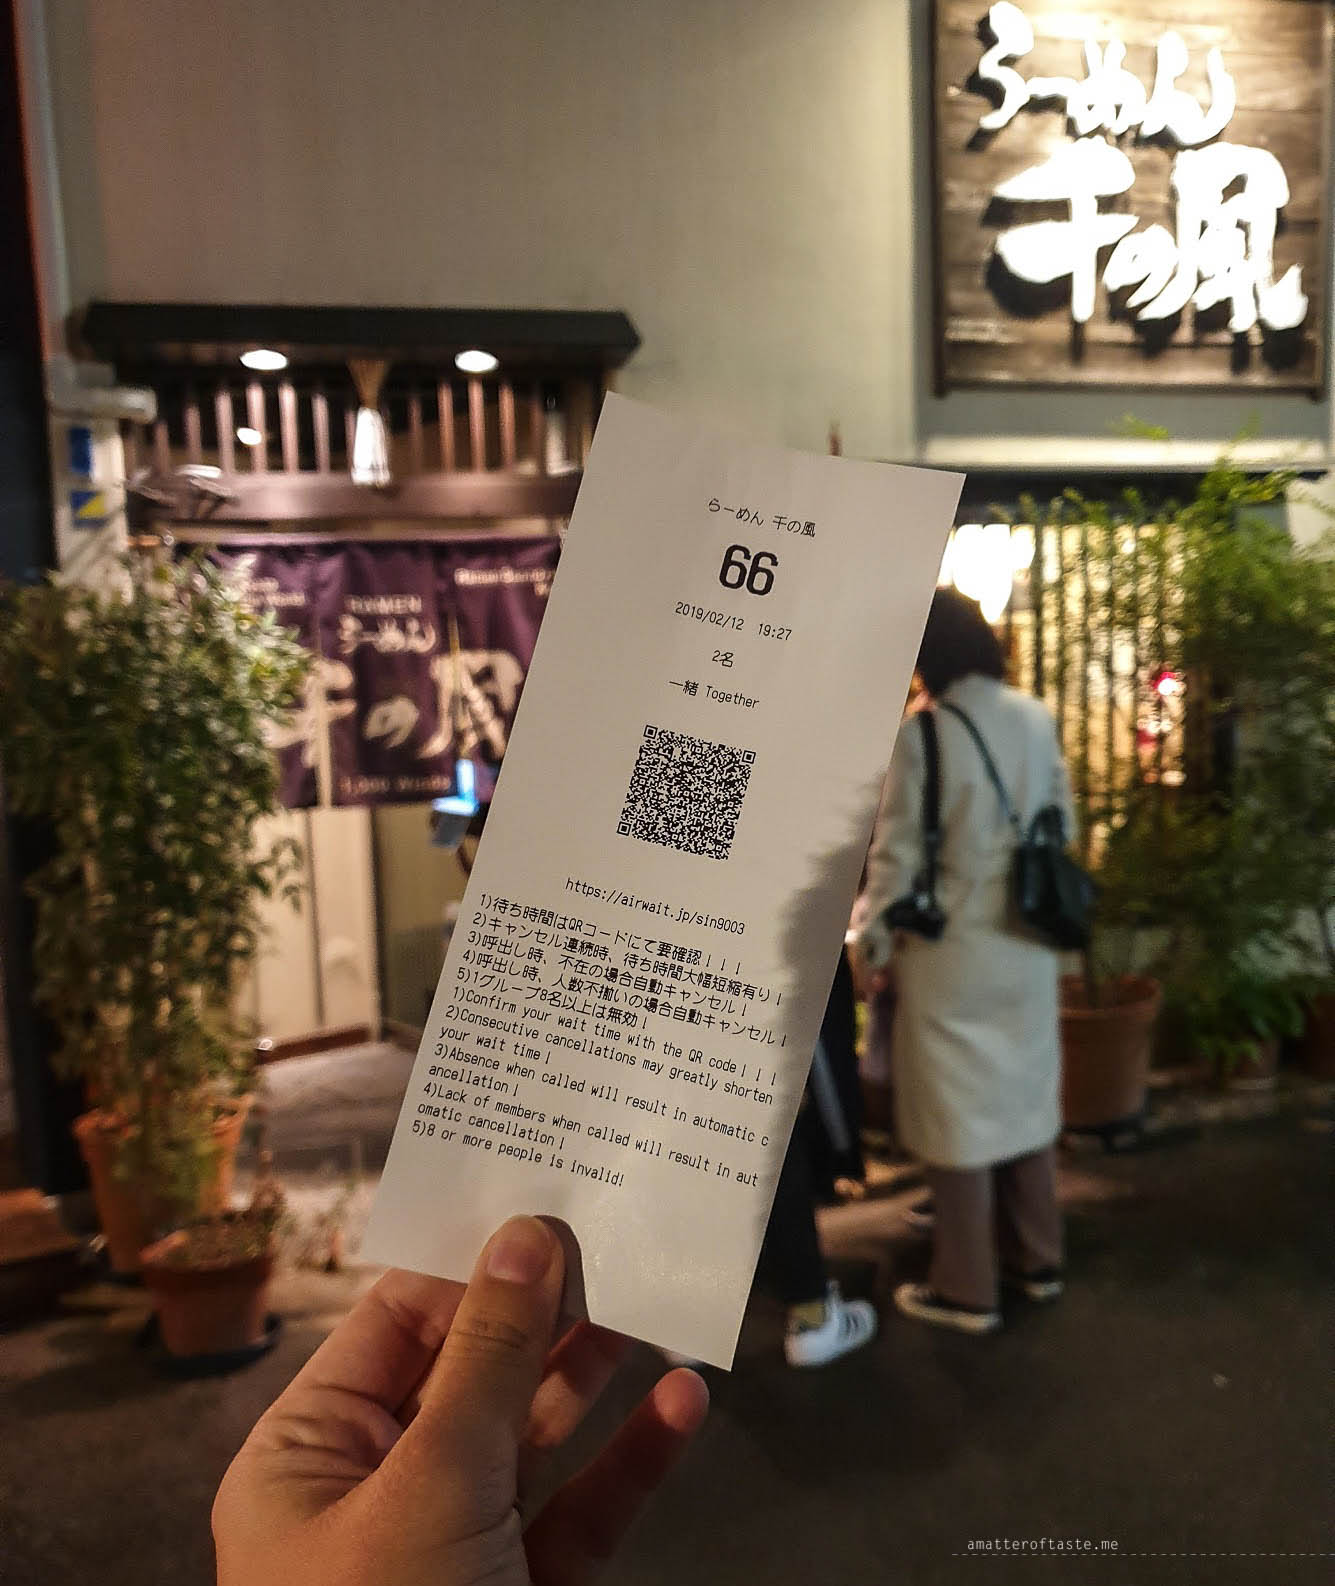 らーめん
千の風
RAMEN
らーめん
千の風
らーめん 千の風
66
2019/02/12 19:27
2名
一緒 Together
https://airwait.jp/sin9003
1)待ち時間はQRコードにて要確認！！！
2)キャンセル連続時、待ち時間大幅短縮有り！
3)呼出し時、不在の場合自動キャンセル！
4)呼出し時、人数不揃いの場合自動キャンセル！
5)1グループ8名以上は無効！
1)Confirm your wait time with the QR code！！！
2)Consecutive cancellations may greatly shorten
your wait time！
3)Absence when called will result in automatic c
ancellation！
4)Lack of members when called will result in aut
omatic cancellation！
5)8 or more people is invalid!
amatteroftaste.me